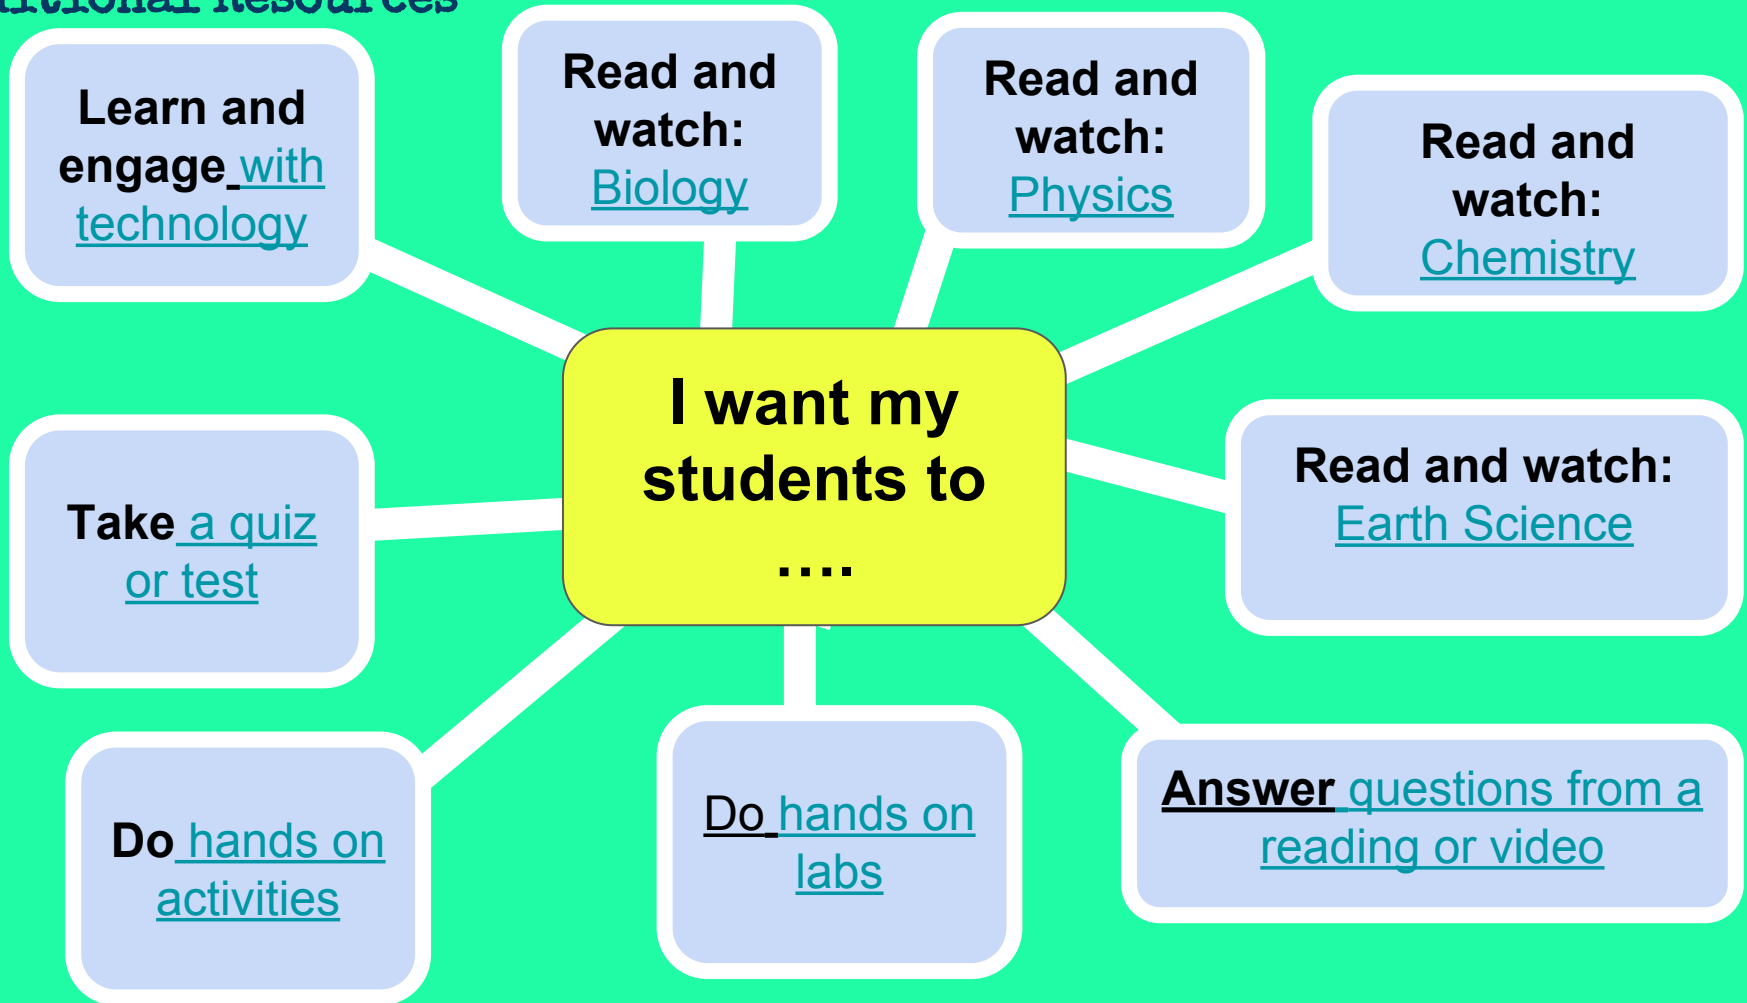 Resources
Learn and
engage with
technology
Read and
watch:
Biology
Read and
watch:
Physics
Read and
watch:
Chemistry
I want my
students to
....
Read and watch:
Earth Science
Take a quiz
or test
Do hands on
activities
Do hands on
labs
Answer questions from a
reading or video